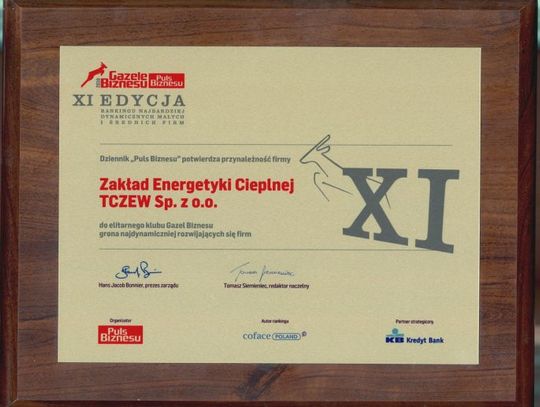 Gazele
Biznesu
Puls
Biznesu
XI EDYCJA
RANKINGU NAJBARDZIEJ
DYNAMICZNYCH MAŁYCH
I ŚREDNICH FIRM
Dziennik „Puls Biznesu” potwierdza przynależność firmy
Zakład Energetyki Cieplnej
TCZEW Sp. z o.o.
do elitarnego klubu Gazel Biznesu
grona najdynamiczniej rozwijających się firm
XI
Hans Jacob Bonnier, prezes zarządu
Tomasz Siemieniec, redaktor naczelny
Organizator
Puls
Biznesu
Autor rankingu
coface POLAND ©
Partner strategiczny
KB Kredyt Bank